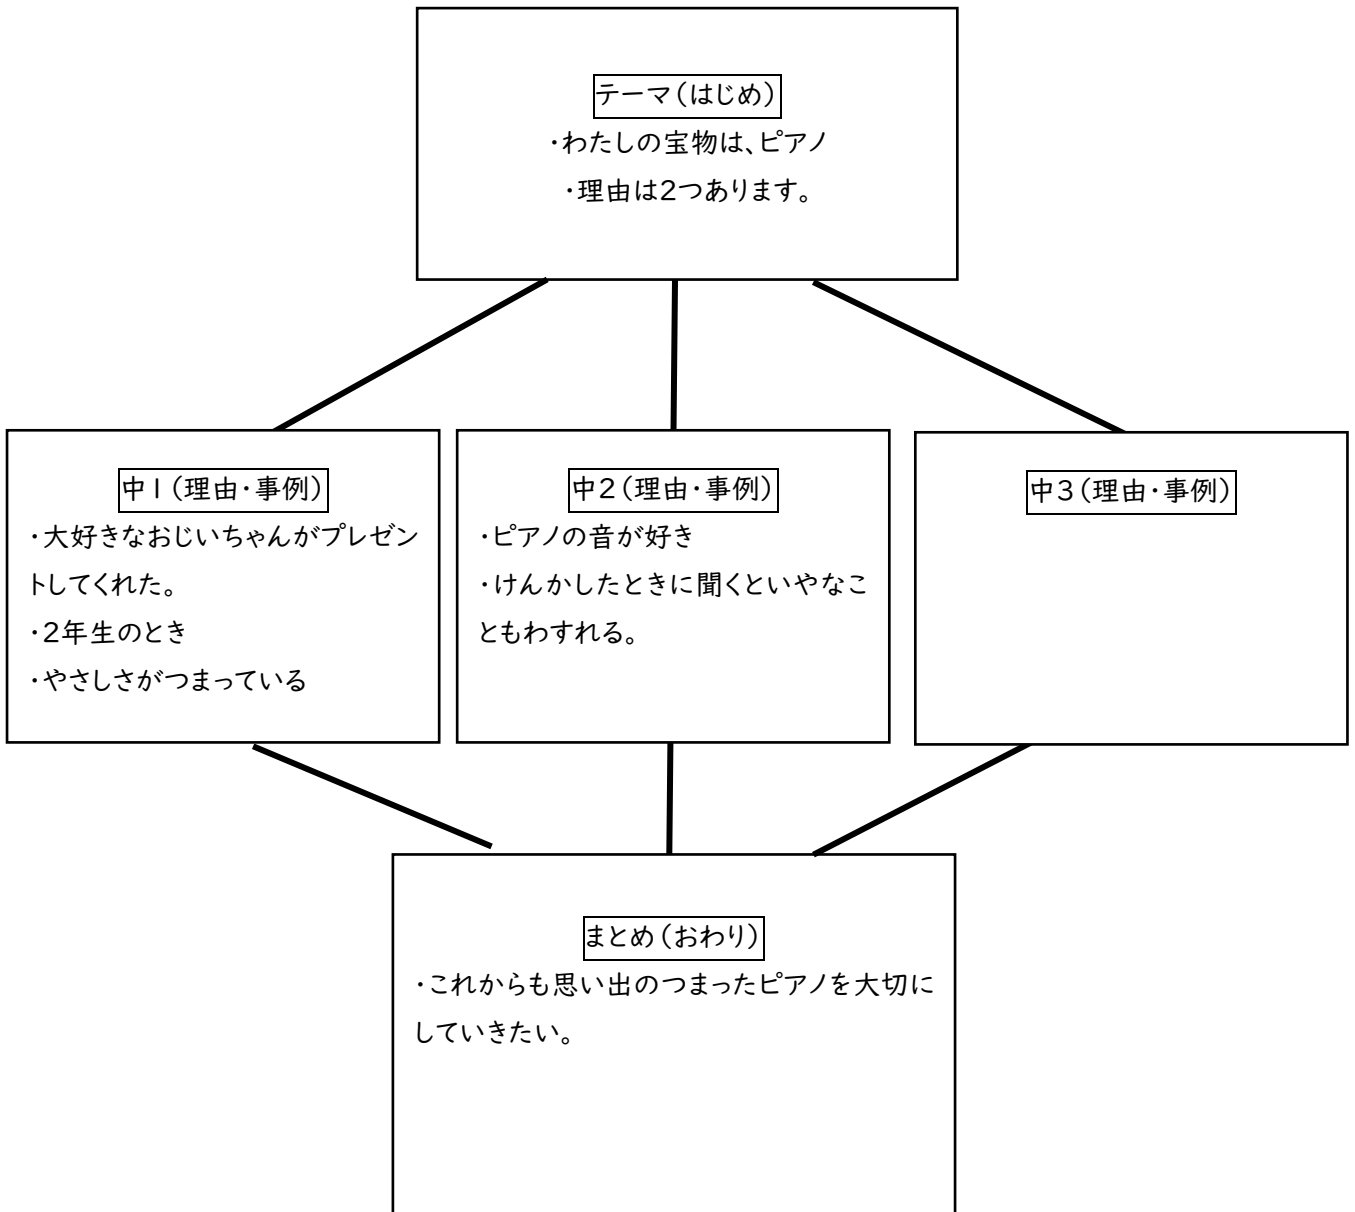 テーマ（はじめ）
・わたしの宝物は、ピアノ
・理由は２つあります。
中１（理由・事例）
・大好きなおじいちゃんがプレゼン
トしてくれた。
・２年生のとき
・やさしさがつまっている
中２（理由・事例）
・ピアノの音が好き
・けんかしたときに聞くといやなこ
ともわすれる。
中３（理由・事例）
まとめ（おわり）
・これからも思い出のつまったピアノを大切に
していきたい。